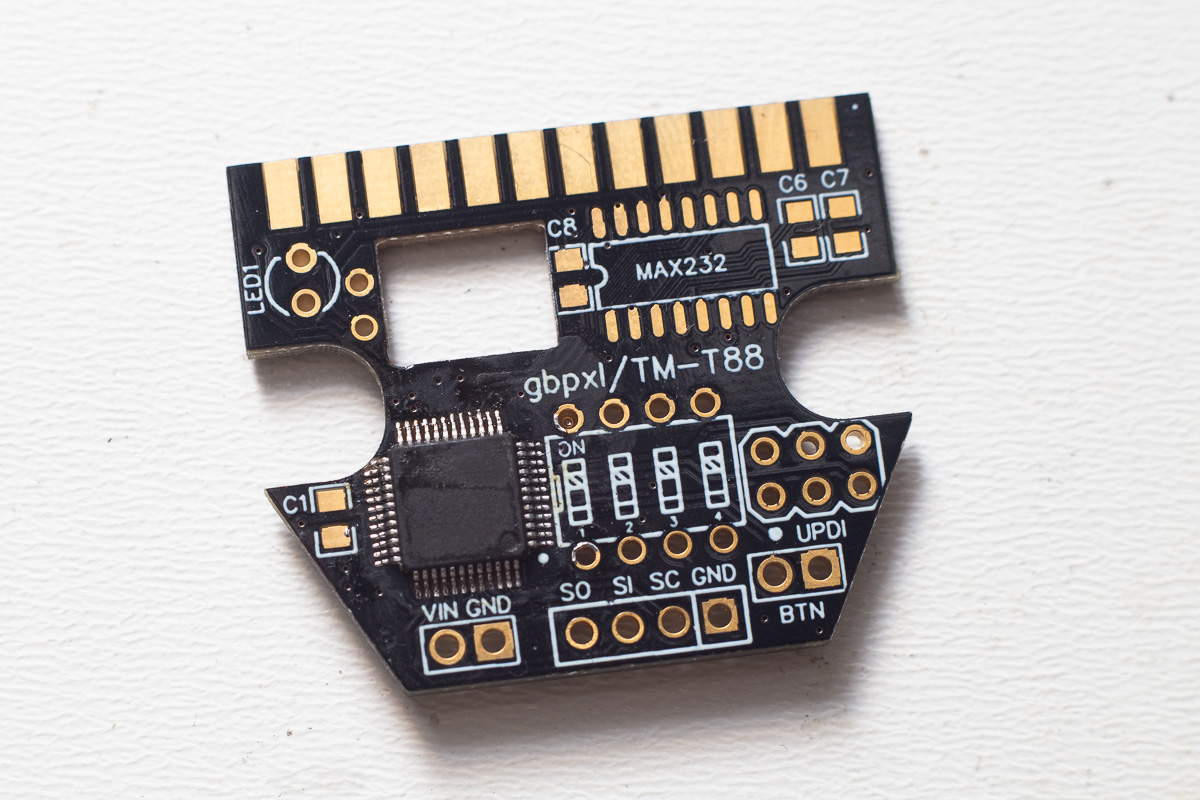 C6 C7
C8
LED1
MAX232
gbpxl/TM-T88
ON
1 2 3 4
C1
UPDI
SO SI SC GND
VIN GND
BTN